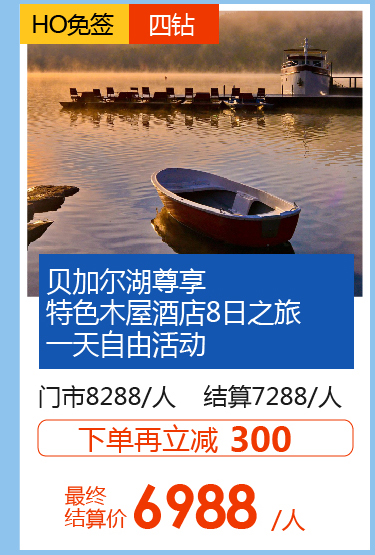 HO免签 四钻
贝加尔湖尊享
特色木屋酒店8日之旅
一天自由活动
门市8288/人 结算7288/人
下单再立减 300
最终
结算价 6988 /人